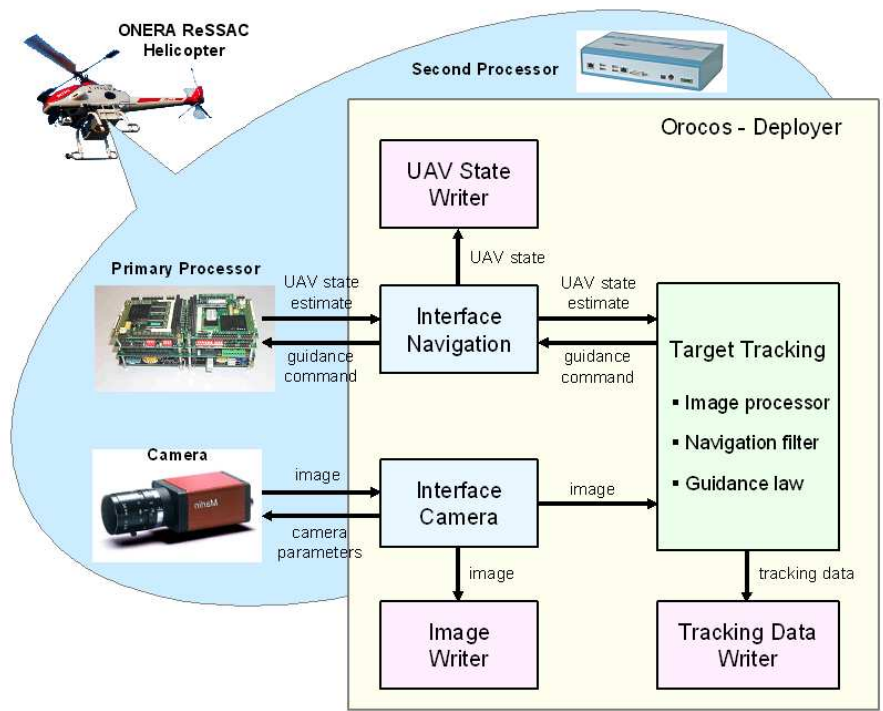 ONERA ReSSAC
Helicopter
Second Processor
Orocos - Deployer
UAV State
Writer
UAV state
Primary Processor
UAV state
estimate
guidance
command
Interface
Navigation
UAV state
estimate
guidance
command
Target Tracking
▪ Image processor
▪ Navigation filter
▪ Guidance law
Camera
image
camera
parameters
Interface
Camera
image
image
tracking data
Image
Writer
Tracking Data
Writer